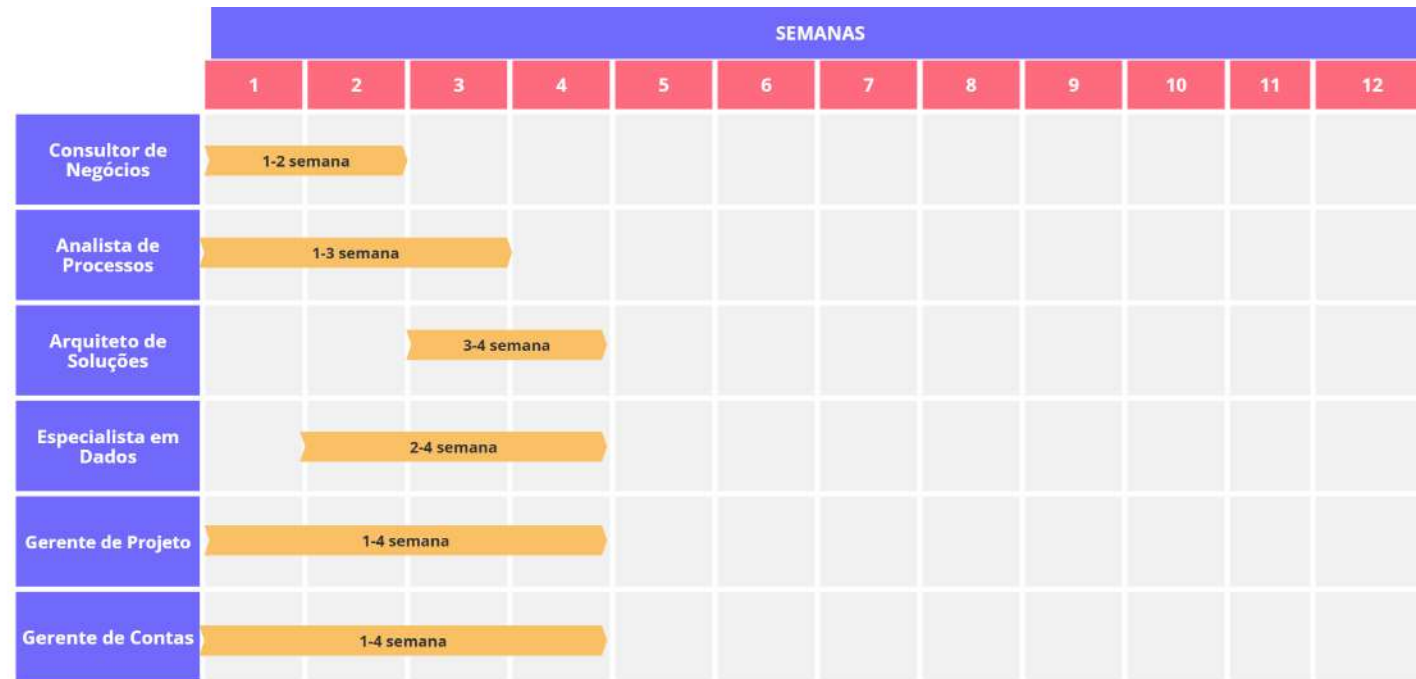 SEMANAS
1 2 3 4 5 6 7 8 9 10 11 12
Consultor de
Negócios
1-2 semana
Analista de
Processos
1-3 semana
Arquiteto de
Soluções
3-4 semana
Especialista em
Dados
2-4 semana
Gerente de Projeto
1-4 semana
Gerente de Contas
1-4 semana